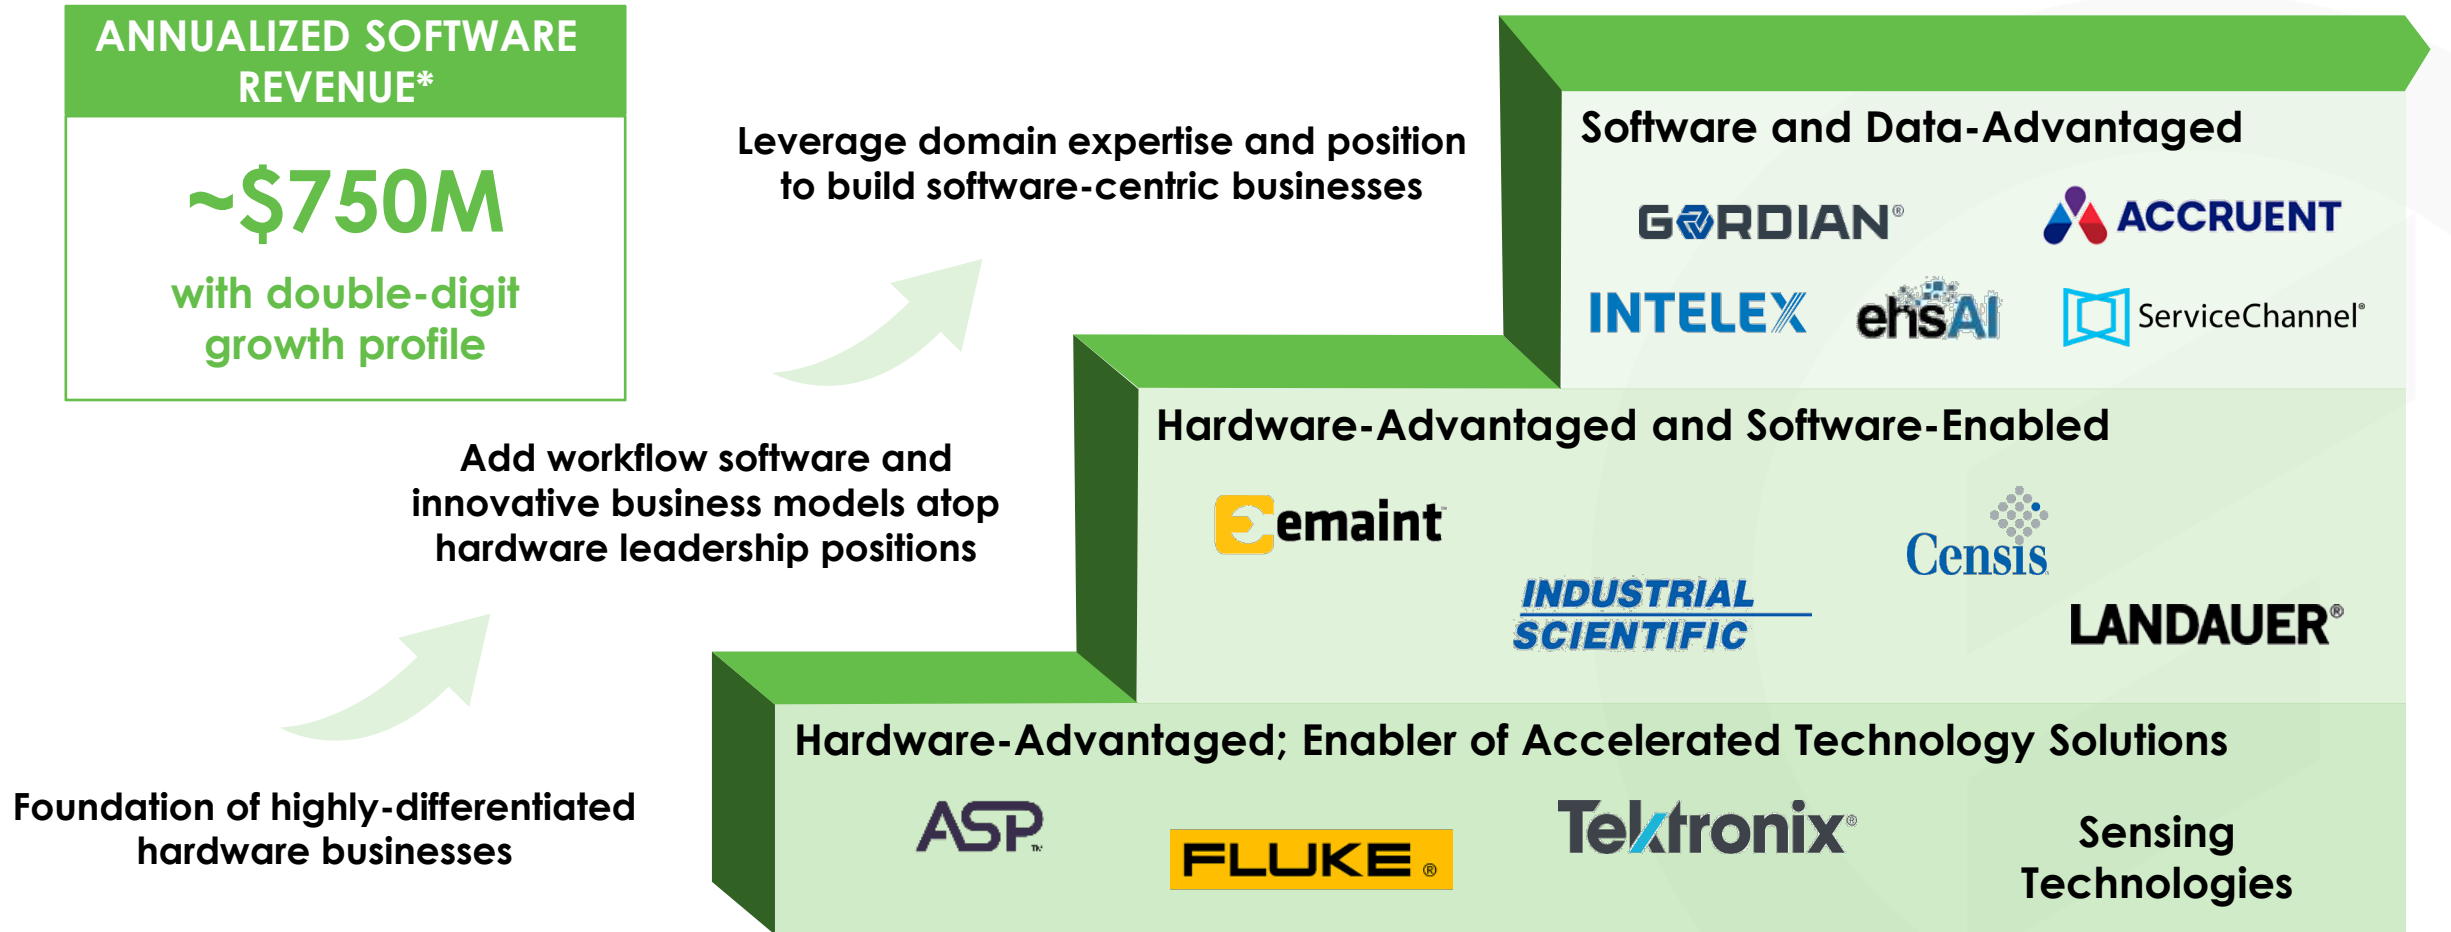 ANNUALIZED SOFTWARE
REVENUE*
~$750M
with double-digit
growth profile
Leverage domain expertise and position
to build software-centric businesses
Software and Data-Advantaged
GORDIAN®
ACCRUENT
INTELEX
ehsAI
ServiceChannel®
Add workflow software and
innovative business models atop
hardware leadership positions
Hardware-Advantaged and Software-Enabled
emaint
Censis
INDUSTRIAL
SCIENTIFIC
LANDAUER®
Foundation of highly-differentiated
hardware businesses
Hardware-Advantaged; Enabler of Accelerated Technology Solutions
ASP™
FLUKE®
Tektronix®
Sensing
Technologies